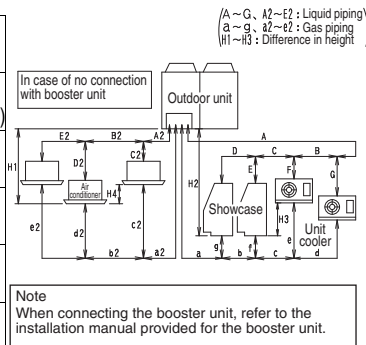 A～G、A2～E2 : Liquid piping
a～g、a2～e2 : Gas piping
H1～H3 : Difference in height
In case of no connection
with booster unit
Outdoor unit
E2
B2
A2
A
C2
D2
D
C
B
E
F
G
H1
H2
Air
conditioner
H4
Showcase
H3
Unit
cooler
e2
d2
c2
g
f
e
b2
a2
a
b
c
d
Note
When connecting the booster unit, refer to the
installation manual provided for the booster unit.